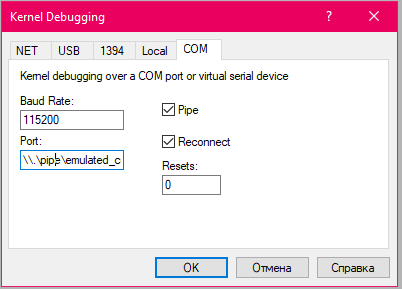 Kernel Debugging
NET USB 1394 Local COM
Kernel debugging over a COM port or virtual serial device
Baud Rate:
115200
Pipe
Port:
\\.\pipe\emulated_c
Reconnect
Resets:
0
OK Отмена Справка